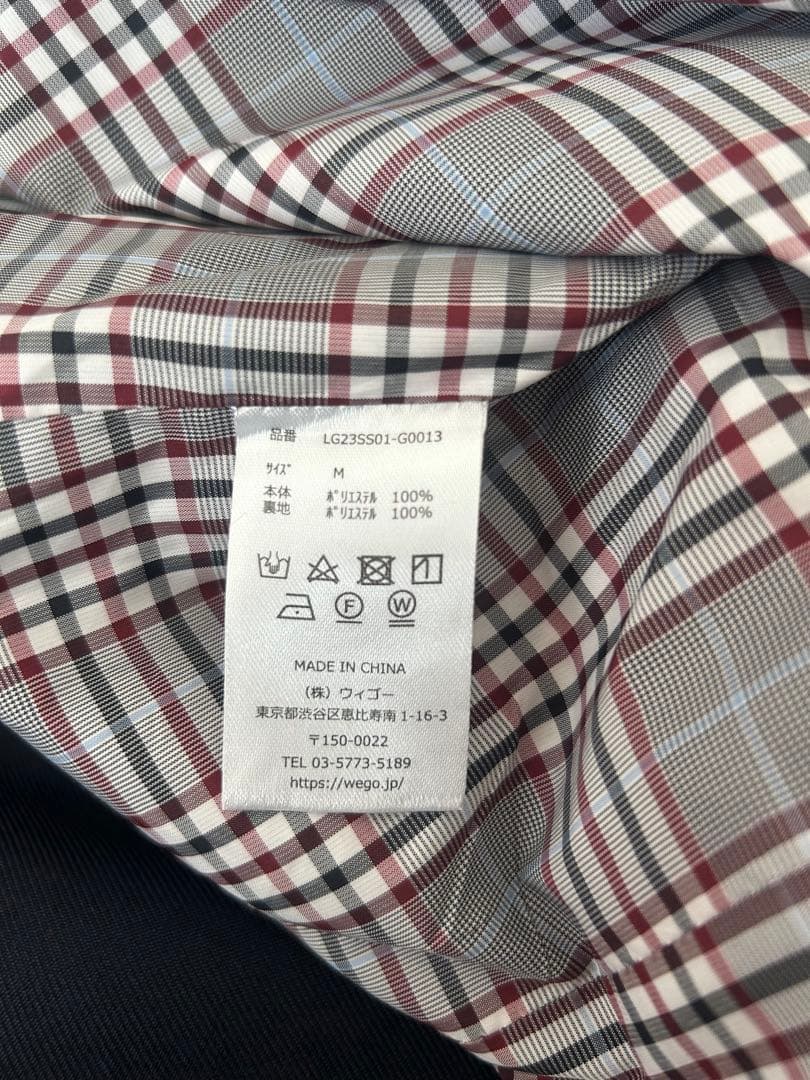 品番 LG23SS01-G0013
ｻｲｽﾞ M
本体 ﾎﾟﾘｴｽﾃﾙ 100%
裏地 ﾎﾟﾘｴｽﾃﾙ 100%
F W
MADE IN CHINA
（株）ウィゴー
東京都渋谷区恵比寿南1-16-3
〒150-0022
TEL 03-5773-5189
https://wego.jp/